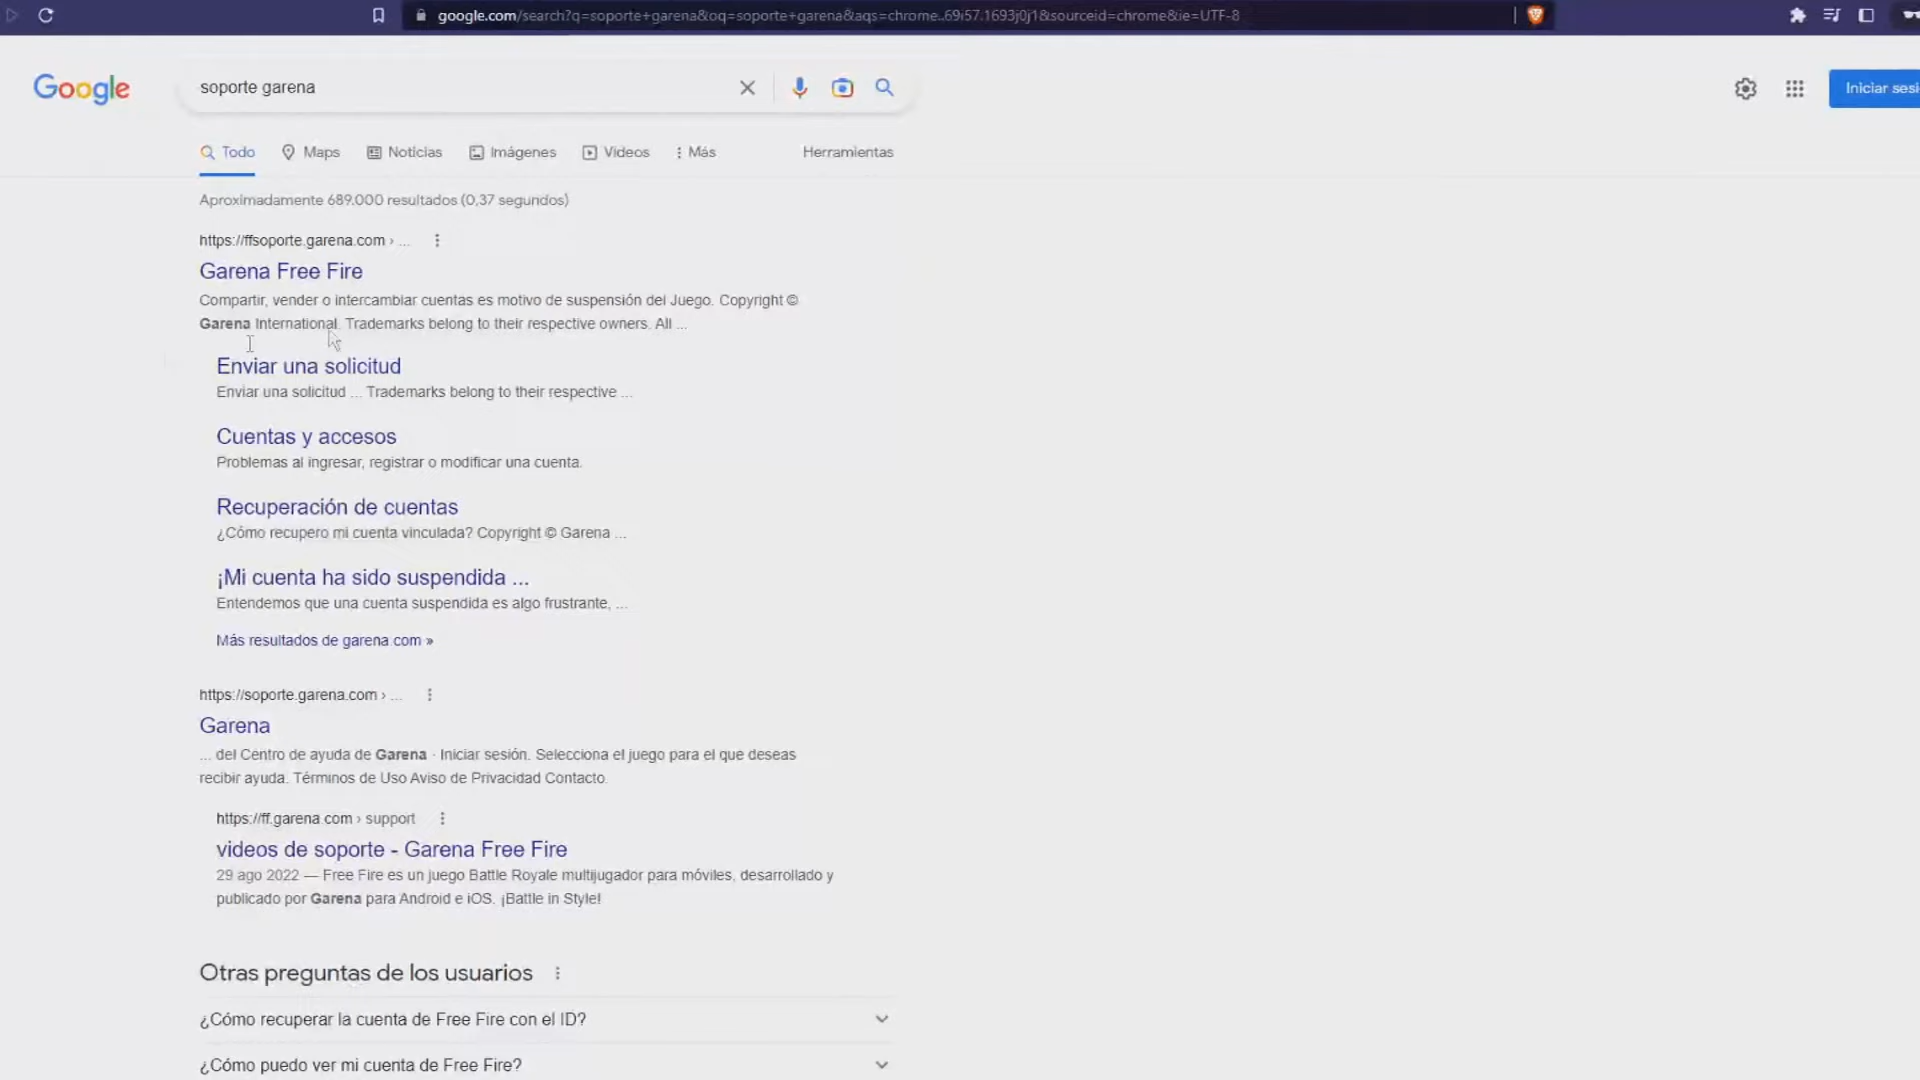 google.com/search?q=soporte+garena&oq=soporte+garena&aqs=chrome..69i57.1693j0j1&sourceid=chrome&ie=UTF-8
Google
soporte garena
Iniciar sesi
Todo
Maps
Noticias
Imágenes
Videos
Más
Herramientas
Aproximadamente 689.000 resultados (0,37 segundos)
https://ffsoporte.garena.com › ...
Garena Free Fire
Compartir, vender o intercambiar cuentas es motivo de suspensión del Juego. Copyright ©
Garena International. Trademarks belong to their respective owners. All ...
Enviar una solicitud
Enviar una solicitud ... Trademarks belong to their respective ...
Cuentas y accesos
Problemas al ingresar, registrar o modificar una cuenta.
Recuperación de cuentas
¿Cómo recupero mi cuenta vinculada? Copyright © Garena ...
¡Mi cuenta ha sido suspendida ...
Entendemos que una cuenta suspendida es algo frustrante, ...
Más resultados de garena.com »
https://soporte.garena.com › ...
Garena
... del Centro de ayuda de Garena · Iniciar sesión. Selecciona el juego para el que deseas
recibir ayuda. Términos de Uso Aviso de Privacidad Contacto.
https://ff.garena.com › support
videos de soporte - Garena Free Fire
29 ago 2022 — Free Fire es un juego Battle Royale multijugador para móviles, desarrollado y
publicado por Garena para Android e iOS. ¡Battle in Style!
Otras preguntas de los usuarios
¿Cómo recuperar la cuenta de Free Fire con el ID?
¿Cómo puedo ver mi cuenta de Free Fire?